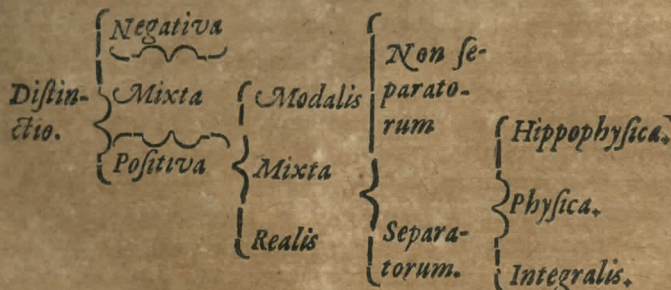 Diſtin-
ctio.
Negativa
Mixta
Poſitiva
Modalis
Mixta
Realis
Non ſe-
parato-
rum
Separa-
torum.
Hippophyſica.
Phyſica.
Integralis.